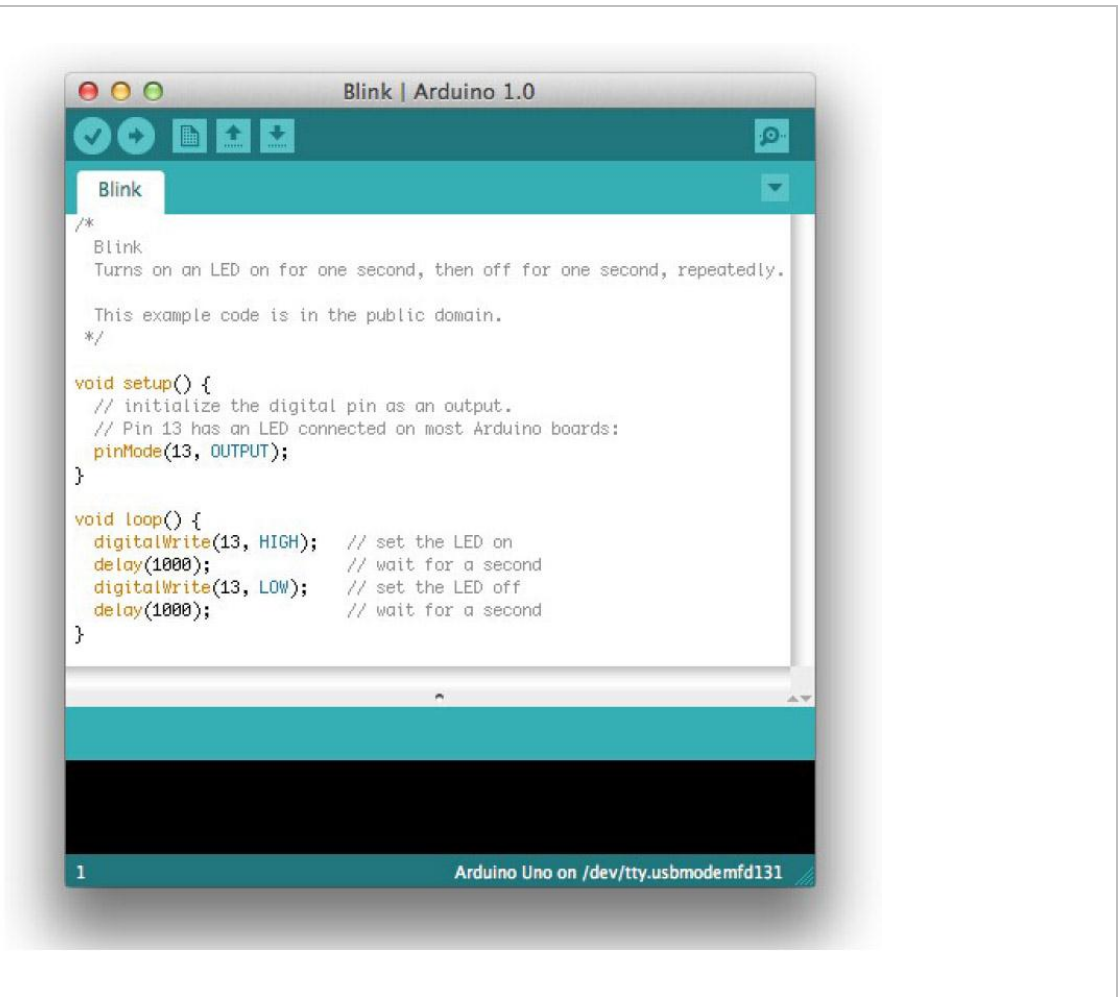 Blink | Arduino 1.0
Blink
/*
  Blink
  Turns on an LED on for one second, then off for one second, repeatedly.

  This example code is in the public domain.
 */

void setup() {
  // initialize the digital pin as an output.
  // Pin 13 has an LED connected on most Arduino boards:
  pinMode(13, OUTPUT);
}

void loop() {
  digitalWrite(13, HIGH);   // set the LED on
  delay(1000);              // wait for a second
  digitalWrite(13, LOW);    // set the LED off
  delay(1000);              // wait for a second
}
1
Arduino Uno on /dev/tty.usbmodemfd131